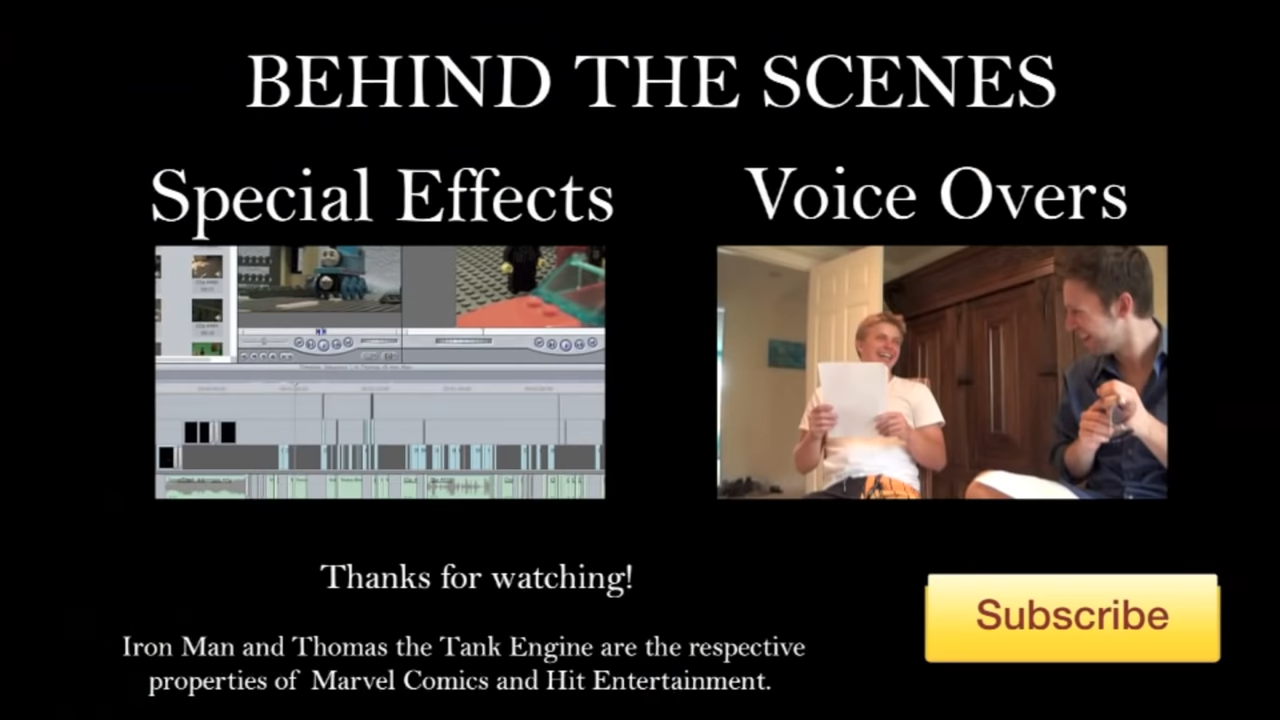 BEHIND THE SCENES
Special Effects
Voice Overs
Thanks for watching!
Subscribe
Iron Man and Thomas the Tank Engine are the respective
properties of Marvel Comics and Hit Entertainment.